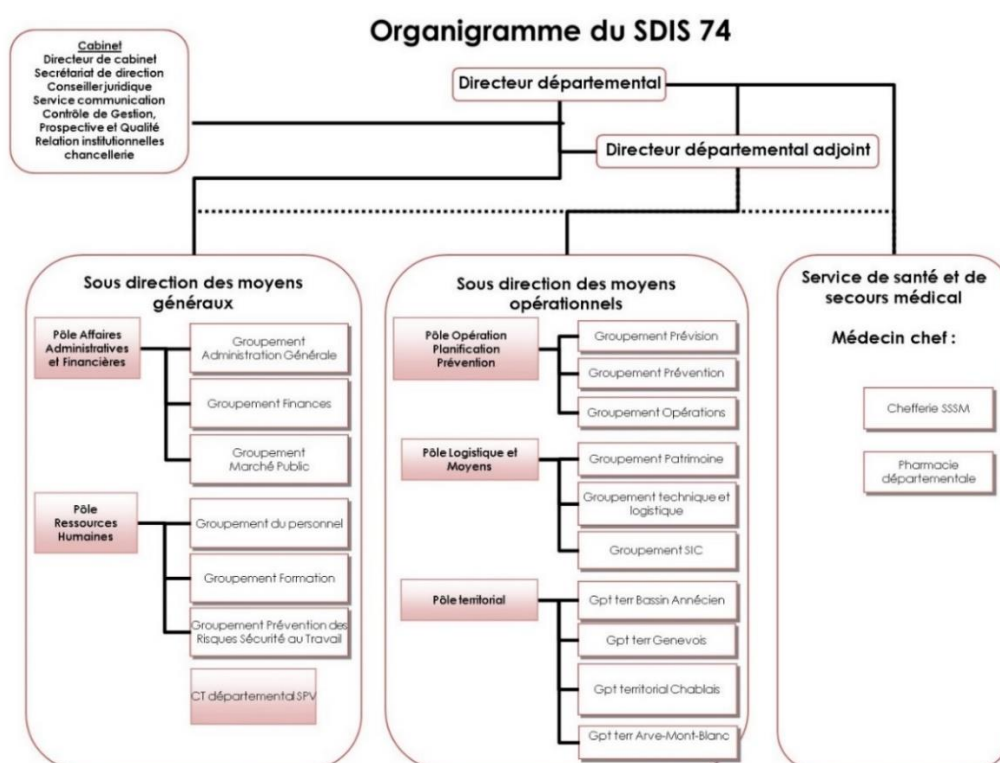 Organigramme du SDIS 74
Cabinet
Directeur de cabinet
Secrétariat de direction
Conseiller juridique
Service communication
Contrôle de Gestion,
Prospective et Qualité
Relation institutionnelles
chancellerie
Directeur départemental
Directeur départemental adjoint
Sous direction des moyens
généraux
Pôle Affaires
Administratives
et Financières
Groupement
Administration Générale
Groupement Finances
Groupement
Marché Public
Pôle
Ressources
Humaines
Groupement du personnel
Groupement Formation
Groupement Prévention des
Risques Sécurité au Travail
CT départemental SPV
Sous direction des moyens
opérationnels
Pôle Opération
Planification
Prévention
Groupement Prévision
Groupement Prévention
Groupement Opérations
Pôle Logistique et
Moyens
Groupement Patrimoine
Groupement technique et
logistique
Groupement SIC
Pôle territorial
Gpt terr Bassin Annécien
Gpt terr Genevois
Gpt territorial Chablais
Gpt terr Arve-Mont-Blanc
Service de santé et de
secours médical
Médecin chef :
Chefferie SSSM
Pharmacie
départementale